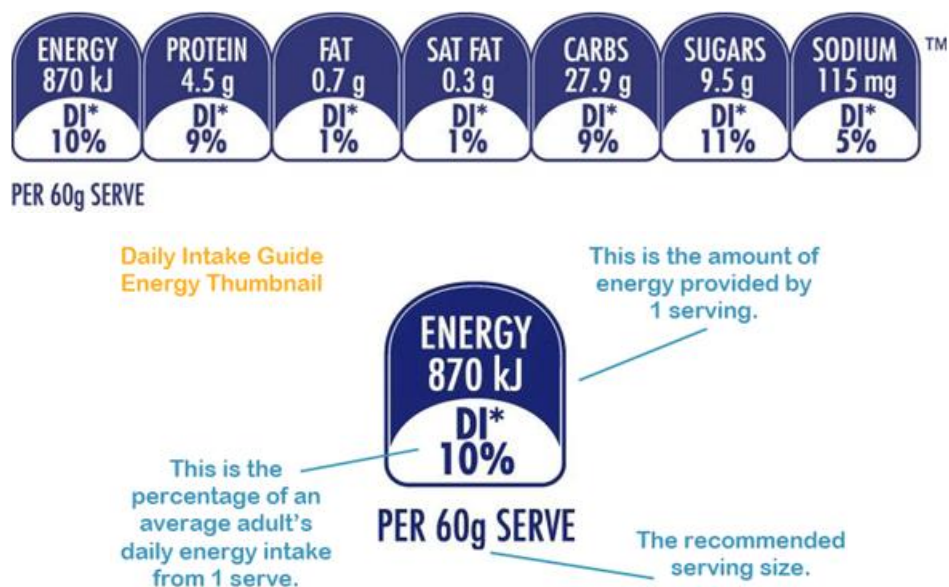 ENERGY PROTEIN FAT SAT FAT CARBS SUGARS SODIUM TM
870 kJ 4.5 g 0.7 g 0.3 g 27.9 g 9.5 g 115 mg
DI* DI* DI* DI* DI* DI* DI*
10% 9% 1% 1% 9% 11% 5%
PER 60g SERVE
Daily Intake Guide
Energy Thumbnail
This is the amount of
energy provided by
1 serving.
ENERGY
870 kJ
DI*
10%
This is the
percentage of an
average adult's
daily energy intake
from 1 serve.
PER 60g SERVE
The recommended
serving size.